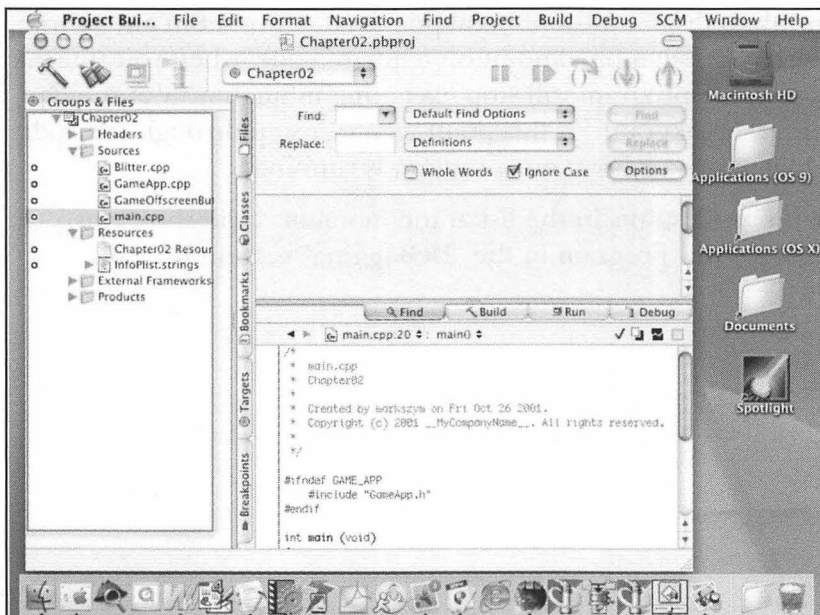 Project Bui... File Edit Format Navigation Find Project Build Debug SCM Window Help
Chapter02.pbproj
Chapter02
Groups & Files
Chapter02
Headers
Sources
Blitter.cpp
GameApp.cpp
GameOffscreenBuf
main.cpp
Resources
Chapter02 Resour
InfoPlist.strings
External Frameworks
Products
Files
Classes
Bookmarks
Targets
Breakpoints
Find: Default Find Options Find
Replace: Definitions Replace
Whole Words Ignore Case Options
Find Build Run Debug
main.cpp:20 : main()
/*
* main.cpp
* Chapter02
*
* Created by markszym on Fri Oct 26 2001.
* Copyright (c) 2001 __MyCompanyName__. All rights reserved.
*
*/
#ifndef GAME_APP
#include "GameApp.h"
#endif
int main (void)
Macintosh HD
Applications (OS 9)
Applications (OS X)
Documents
Spotlight